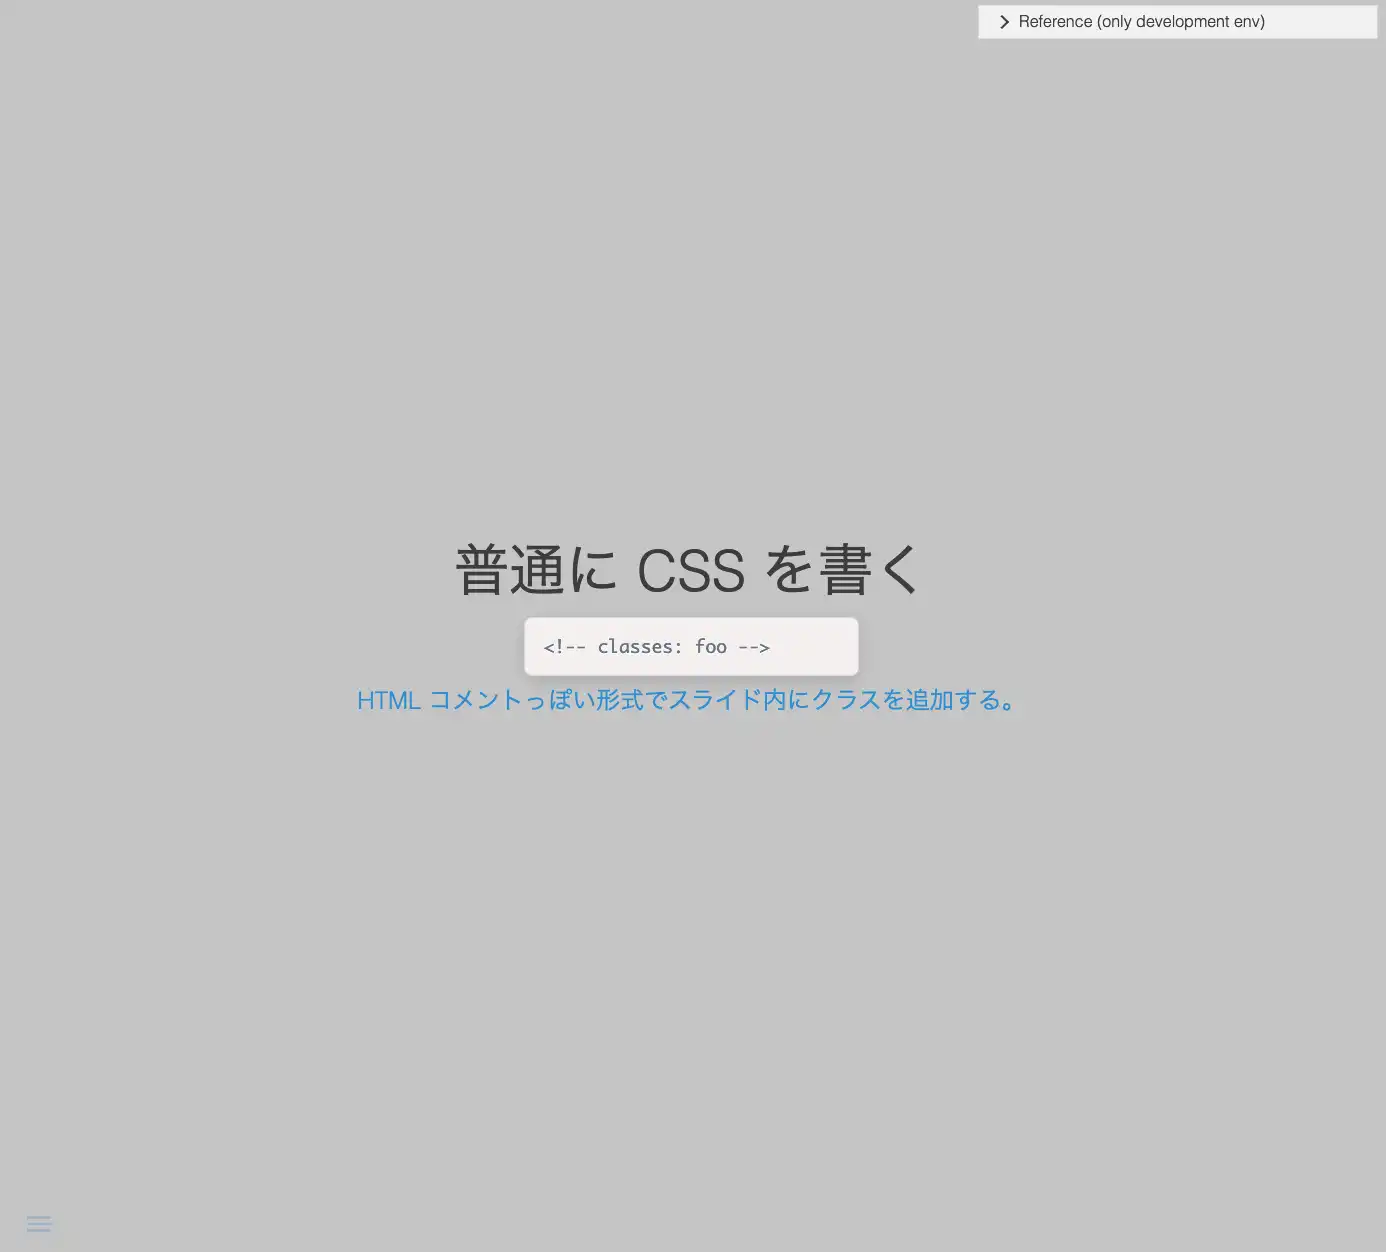 Reference (only development env)
普通に CSS を書く
<!-- classes: foo -->
HTML コメントっぽい形式でスライド内にクラスを追加する。